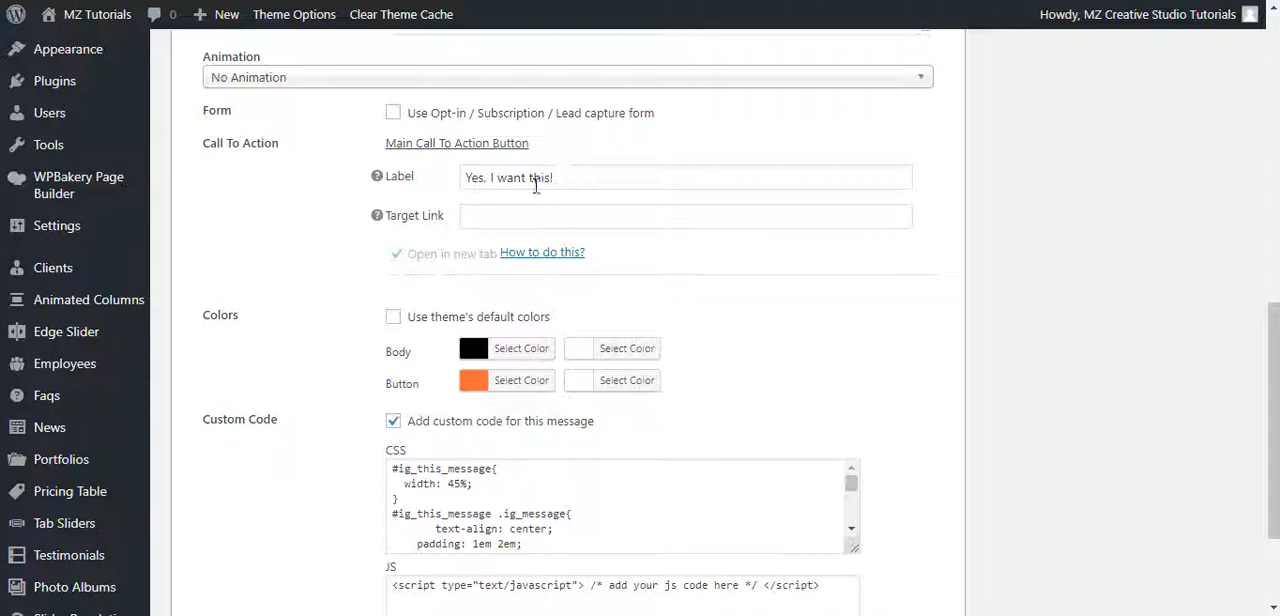 MZ Tutorials 0 New Theme Options Clear Theme Cache Howdy, MZ Creative Studio Tutorials
Appearance
Plugins
Users
Tools
WPBakery Page
Builder
Settings
Clients
Animated Columns
Edge Slider
Employees
Faqs
News
Portfolios
Pricing Table
Tab Sliders
Testimonials
Photo Albums
Animation
No Animation
Form Use Opt-in / Subscription / Lead capture form
Call To Action Main Call To Action Button
Label Yes, I want this!
Target Link
Open in new tab How to do this?
Colors Use theme's default colors
Body Select Color Select Color
Button Select Color Select Color
Custom Code Add custom code for this message
CSS
#ig_this_message{
width: 45%;
}
#ig_this_message .ig_message{
text-align: center;
padding: 1em 2em;
JS
<script type="text/javascript"> /* add your js code here */ </script>